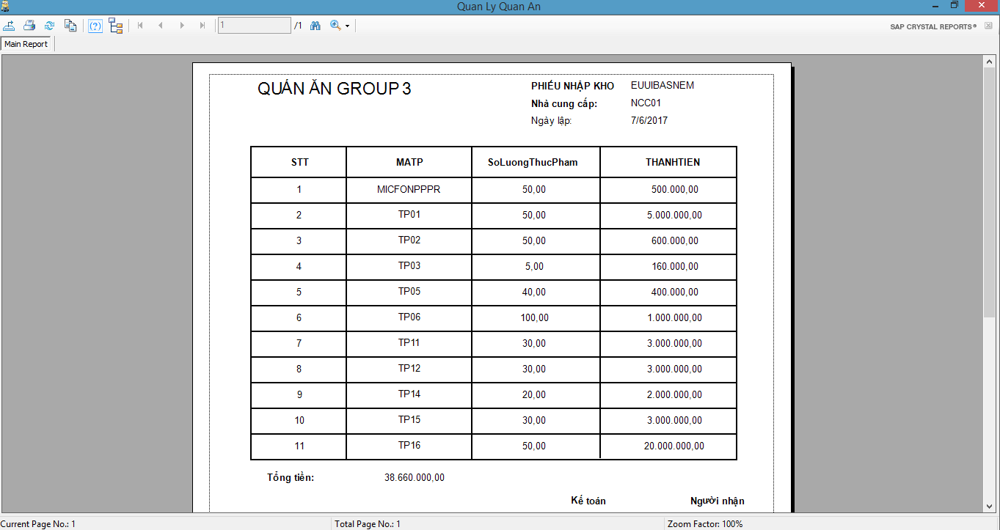 Quan Ly Quan An
1 /1
SAP CRYSTAL REPORTS®
Main Report
QUÁN ĂN GROUP 3
PHIẾU NHẬP KHO EUUIBASNEM
Nhà cung cấp: NCC01
Ngày lập: 7/6/2017
STT MATP SoLuongThucPham THANHTIEN
1 MICFONPPPR 50,00 500.000,00
2 TP01 50,00 5.000.000,00
3 TP02 50,00 600.000,00
4 TP03 5,00 160.000,00
5 TP05 40,00 400.000,00
6 TP06 100,00 1.000.000,00
7 TP11 30,00 3.000.000,00
8 TP12 30,00 3.000.000,00
9 TP14 20,00 2.000.000,00
10 TP15 30,00 3.000.000,00
11 TP16 50,00 20.000.000,00
Tổng tiền: 38.660.000,00
Kế toán Người nhận
Current Page No.: 1 Total Page No.: 1 Zoom Factor: 100%